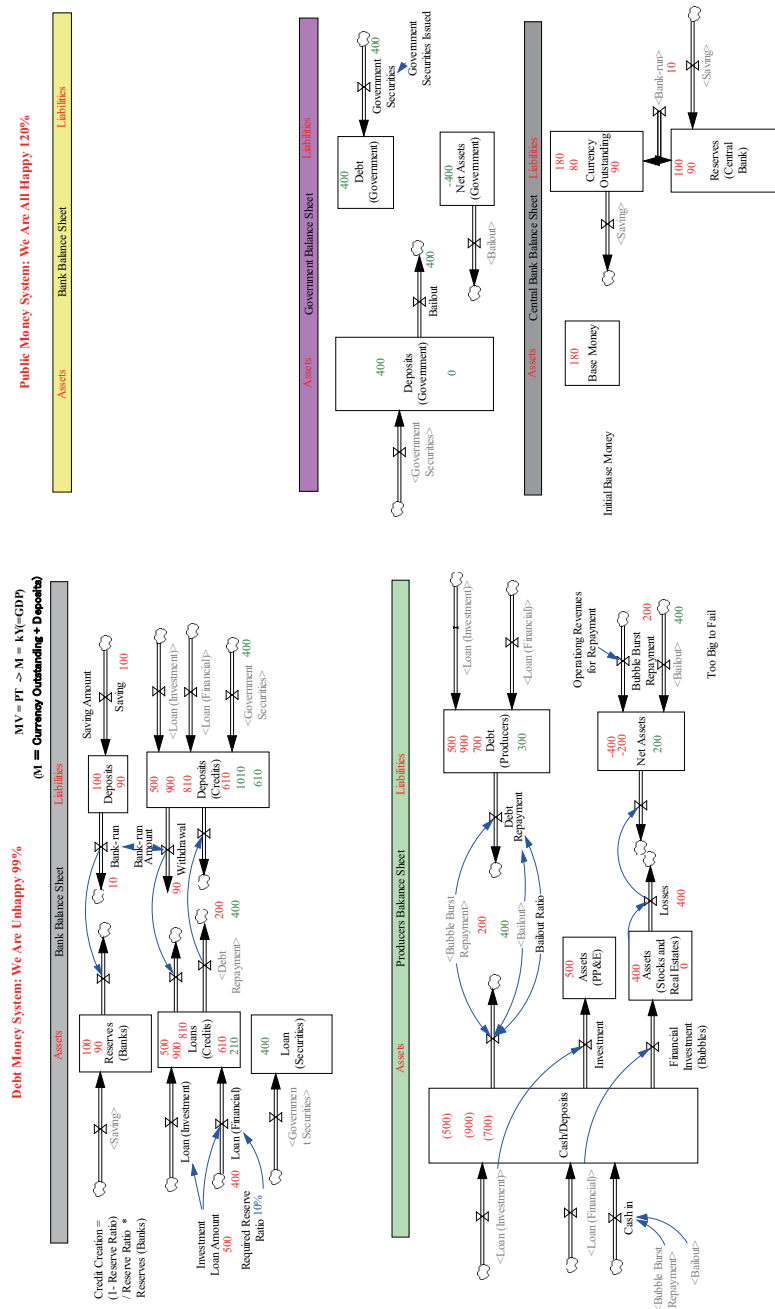 Debt Money System: We Are Unhappy 99%
MV = PT -> M = kY(=GDP)
(M = Currency Outstanding + Deposits)
Assets
Bank Balance Sheet
Liabilities
Credit Creation =
(1- Reserve Ratio)
/ Reserve Ratio *
Reserves (Banks)
<Saving>
100
90
Reserves
(Banks)
10
Bank-run
Bank-run
Amount
100
Deposits
90
Saving Amount
Saving
100
Loan (Investment)
500
900
810
Loans
(Credits)
610
210
90
Withdrawal
500
900
810
Deposits
(Credits)
610
1010
610
<Loan (Investment)>
<Loan (Financial)>
<Government
Securities>
400
Investment
Loan Amount
500
400
Loan (Financial)
Required Reserve
Ratio
10%
<Debt
Repayment>
200
400
<Governmen
t Securities>
400
Loan
(Securities)
Assets
Producers Bakance Sheet
Liabilities
<Loan (Investment)>
<Loan (Financial)>
Cash in
<Bubble Burst
Repayment>
<Bailout>
(500)
(900)
(700)
Cash/Deposits
<Bubble Burst
Repayment>
200
400
<Bailout>
Bailout Ratio
Debt
Repayment
500
900
700
Debt
(Producers)
300
<Loan (Investment)>
<Loan (Financial)>
Investment
500
Assets
(PP&E)
Financial
Investment
(Bubbles)
400
Assets
(Stocks and
Real Estates)
0
Losses
400
-400
-200
Net Assets
200
Operationg Revenues
for Repayment
Bubble Burst
Repayment
200
<Bailout>
400
Too Big to Fail
Public Money System: We Are All Happy 120%
Assets
Bank Balance Sheet
Liabilities
Assets
Government Balance Sheet
Liabilities
<Government
Securities>
400
Deposits
(Government)
0
Bailout
400
400
Debt
(Government)
Government
Securities
400
Government
Securities Issued
<Bailout>
-400
Net Assets
(Government)
Assets
Central Bank Balance Sheet
Liabilities
Initial Base Money
180
Base Money
<Saving>
180
80
Currency
Outstanding
90
<Bank-run>
10
100
90
Reserves
(Central
Bank)
<Saving>